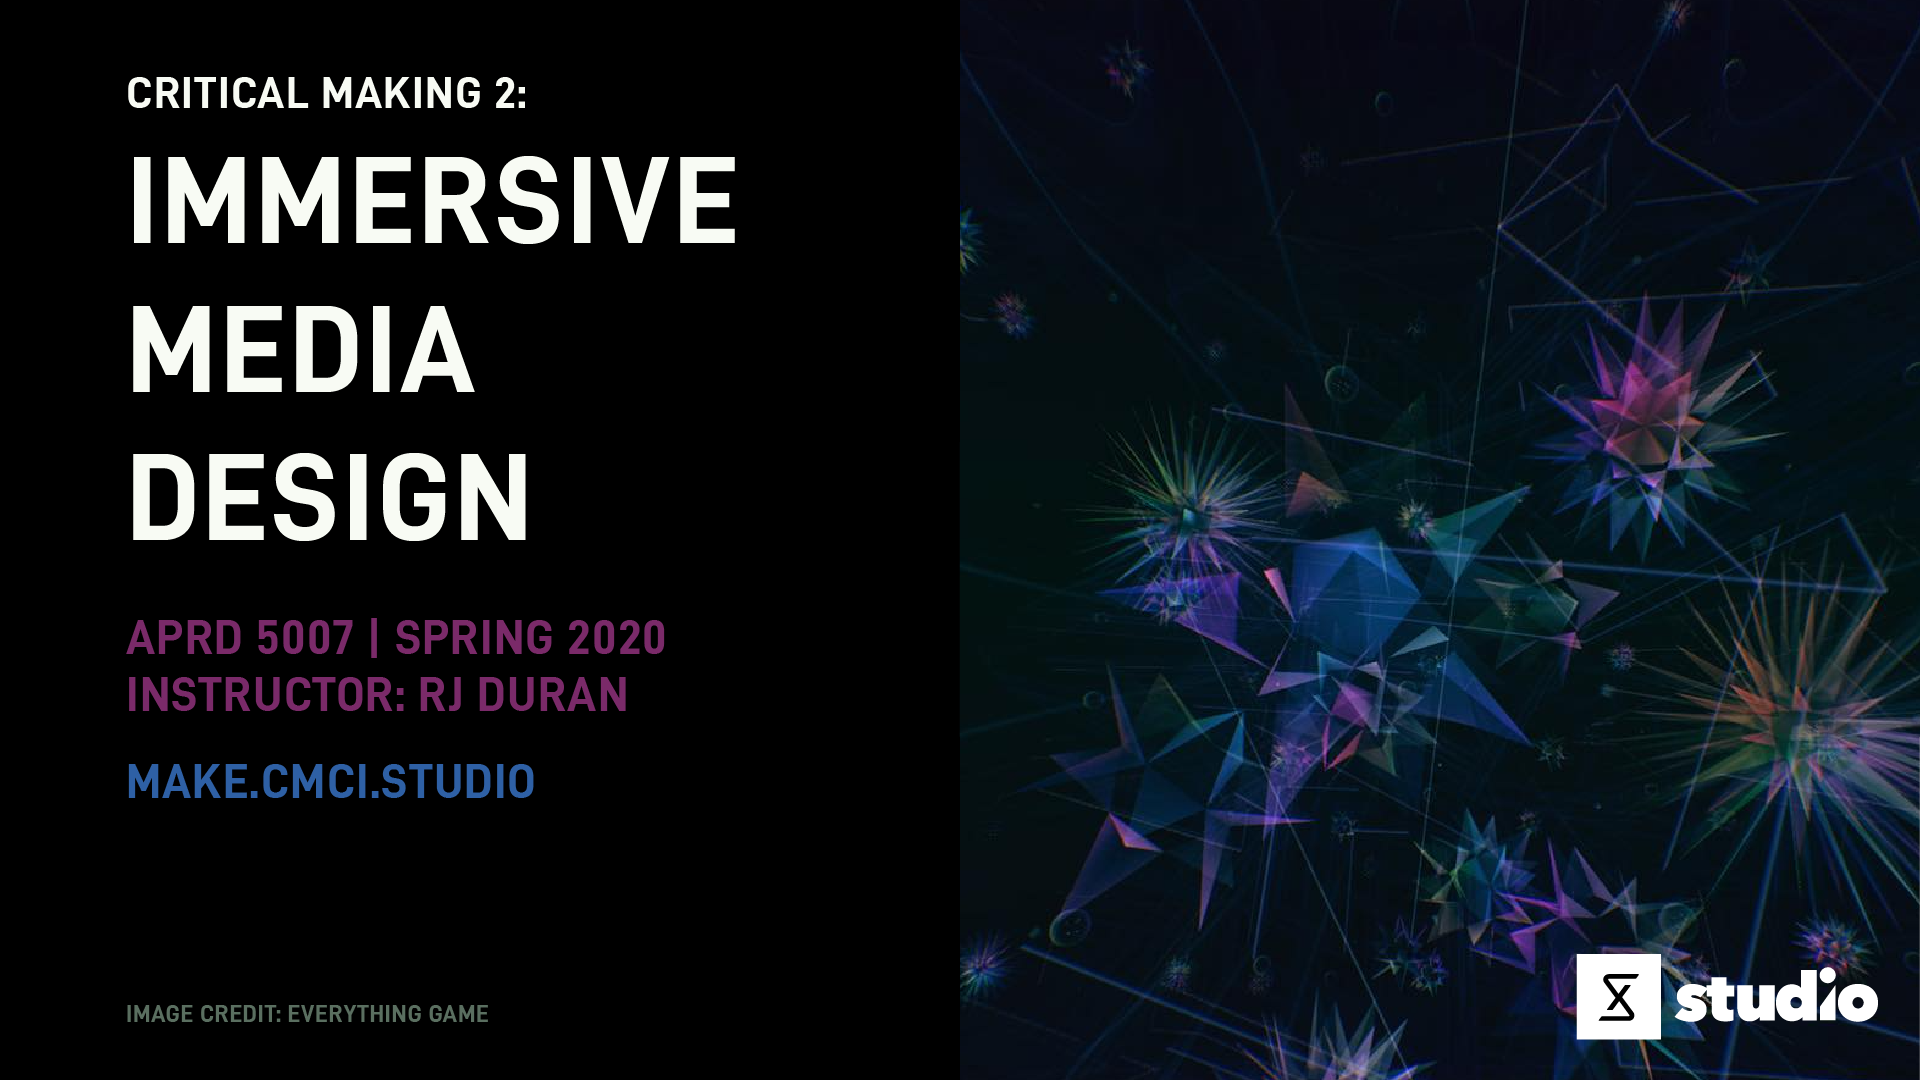 CRITICAL MAKING 2:
IMMERSIVE
MEDIA
DESIGN
APRD 5007 | SPRING 2020
INSTRUCTOR: RJ DURAN
MAKE.CMCI.STUDIO
IMAGE CREDIT: EVERYTHING GAME
studio